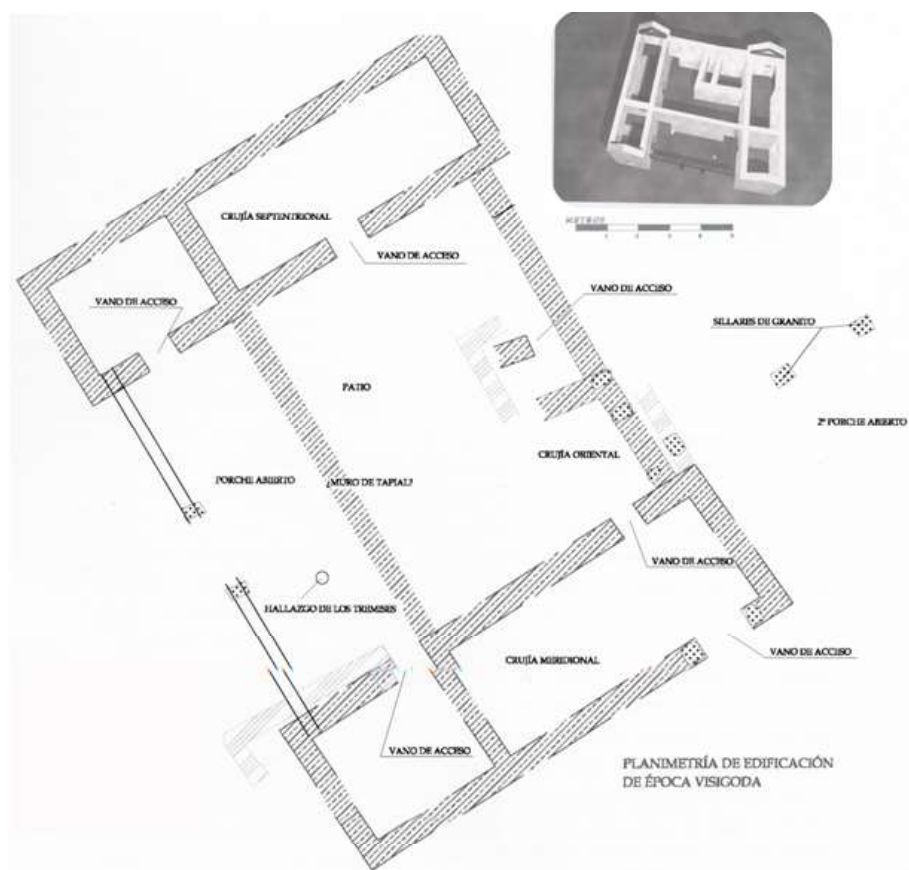 METROS
CRUJÍA SEPTENTRIONAL
VANO DE ACCESO
VANO DE ACCESO
VANO DE ACCESO
SILLARES DE GRANITO
PATIO
2º PORCHE ABIERTO
CRUJÍA ORIENTAL
PORCHE ABIERTO
¿MURO DE TAPIAL?
VANO DE ACCESO
HALLAZGO DE LOS TREMISES
VANO DE ACCESO
CRUJÍA MERIDIONAL
VANO DE ACCESO
PLANIMETRÍA DE EDIFICACIÓN
DE ÉPOCA VISIGODA